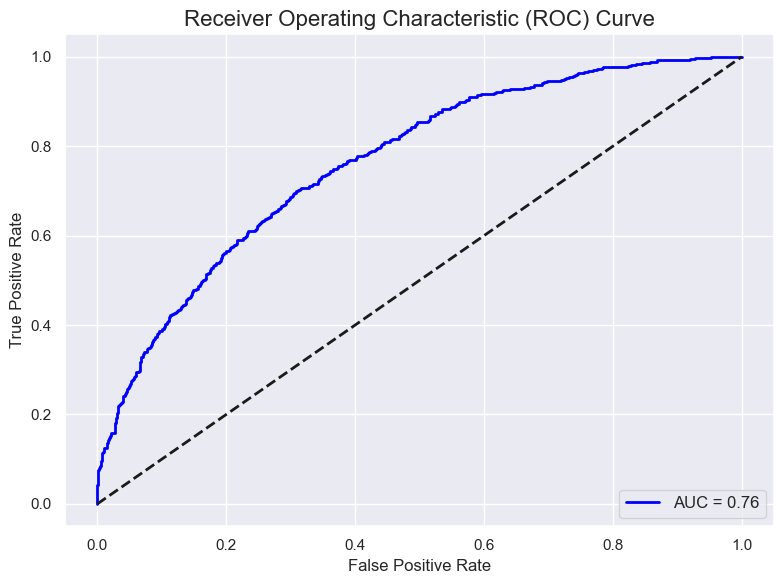 Receiver Operating Characteristic (ROC) Curve
1.0
0.8
0.6
0.4
0.2
0.0
True Positive Rate
AUC = 0.76
0.0 0.2 0.4 0.6 0.8 1.0
False Positive Rate